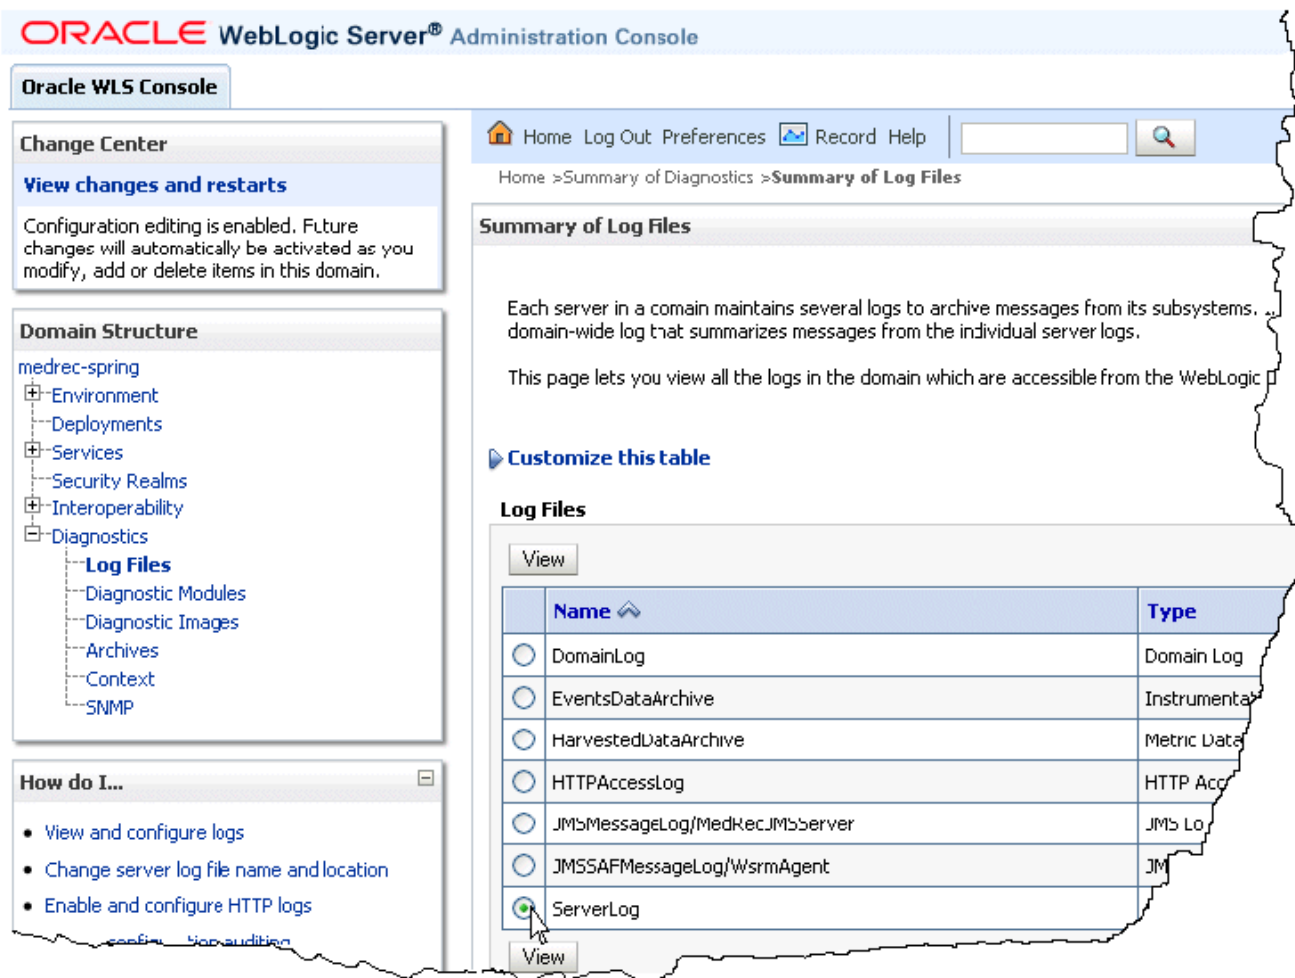 ORACLE WebLogic Server® Administration Console
Oracle WLS Console
Change Center
View changes and restarts
Configuration editing is enabled. Future
changes will automatically be activated as you
modify, add or delete items in this domain.
Domain Structure
medrec-spring
Environment
Deployments
Services
Security Realms
Interoperability
Diagnostics
Log Files
Diagnostic Modules
Diagnostic Images
Archives
Context
SNMP
How do I...
• View and configure logs
• Change server log file name and location
• Enable and configure HTTP logs
auditing
Home Log Out Preferences Record Help
Home >Summary of Diagnostics >Summary of Log Files
Summary of Log Files
Each server in a comain maintains several logs to archive messages from its subsystems. ..
domain-wide log that summarizes messages from the individual server logs.
This page lets you view all the logs in the domain which are accessible from the WebLogic
Customize this table
Log Files
View
Name Type
DomainLog Domain Log
EventsDataArchive Instrumenta
HarvestedDataArchive Metric Data
HTTPAccessLog HTTP Acc
JMSMessageLog/MedRecJMSServer JMS Lo
JMSSAFMessageLog/WsrmAgent JM
ServerLog
View